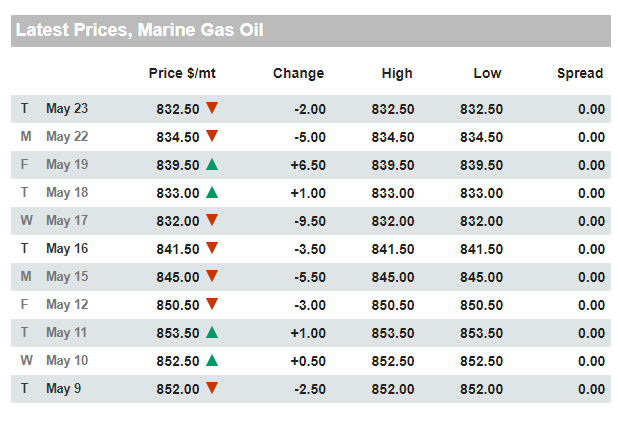 Latest Prices, Marine Gas Oil
Price $/mt Change High Low Spread
T May 23 832.50 ▼ -2.00 832.50 832.50 0.00
M May 22 834.50 ▼ -5.00 834.50 834.50 0.00
F May 19 839.50 ▲ +6.50 839.50 839.50 0.00
T May 18 833.00 ▲ +1.00 833.00 833.00 0.00
W May 17 832.00 ▼ -9.50 832.00 832.00 0.00
T May 16 841.50 ▼ -3.50 841.50 841.50 0.00
M May 15 845.00 ▼ -5.50 845.00 845.00 0.00
F May 12 850.50 ▼ -3.00 850.50 850.50 0.00
T May 11 853.50 ▲ +1.00 853.50 853.50 0.00
W May 10 852.50 ▲ +0.50 852.50 852.50 0.00
T May 9 852.00 ▼ -2.50 852.00 852.00 0.00